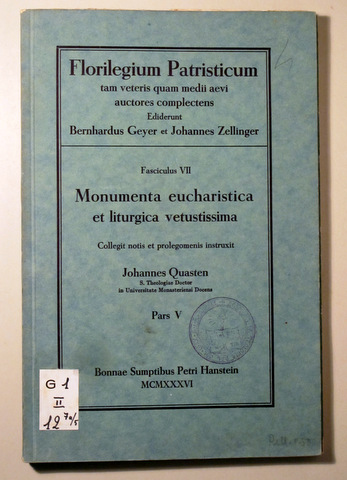 Florilegium Patristicum
tam veteris quam medii aevi
auctores complectens
Ediderunt
Bernhardus Geyer et Johannes Zellinger
Fasciculus VII
Monumenta eucharistica
et liturgica vetustissima
Collegit notis et prolegomenis instruxit
Johannes Quasten
S. Theologiae Doctor
in Universitate Monasteriensi Docens
Pars V
Bonnae Sumptibus Petri Hanstein
MCMXXXVI
G 1
II
12 7a/5